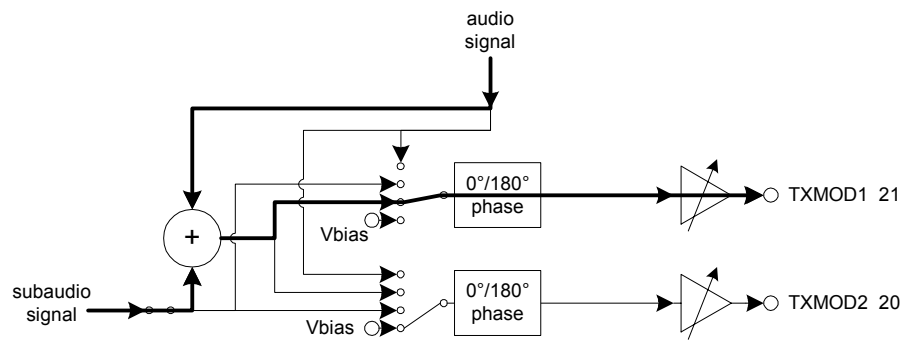 audio
signal
0°/180°
phase
TXMOD1 21
Vbias
+
subaudio
signal
0°/180°
phase
TXMOD2 20
Vbias